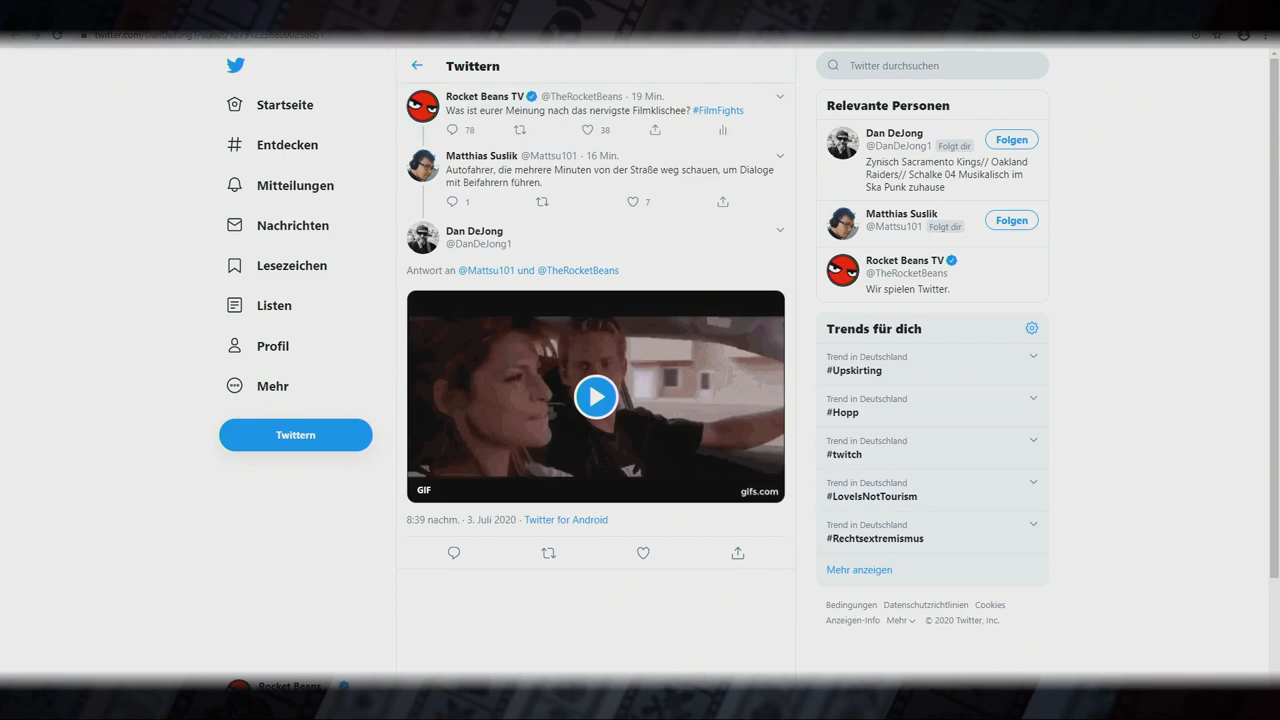 twitter.com/DanDeJong1/status/
Startseite
Entdecken
Mitteilungen
Nachrichten
Lesezeichen
Listen
Profil
Mehr
Twittern
Twittern
Rocket Beans TV @TheRocketBeans · 19 Min.
Was ist eurer Meinung nach das nervigste Filmklischee? #FilmFights
78 38
Matthias Suslik @Mattsu101 · 16 Min.
Autofahrer, die mehrere Minuten von der Straße weg schauen, um Dialoge
mit Beifahrern führen.
1 7
Dan DeJong
@DanDeJong1
Antwort an @Mattsu101 und @TheRocketBeans
GIF
gifs.com
8:39 nachm. · 3. Juli 2020 · Twitter for Android
Twitter durchsuchen
Relevante Personen
Dan DeJong
@DanDeJong1 Folgt dir
Folgen
Zynisch Sacramento Kings// Oakland
Raiders// Schalke 04 Musikalisch im
Ska Punk zuhause
Matthias Suslik
@Mattsu101 Folgt dir
Folgen
Rocket Beans TV
@TheRocketBeans
Wir spielen Twitter.
Trends für dich
Trend in Deutschland
#Upskirting
Trend in Deutschland
#Hopp
Trend in Deutschland
#twitch
Trend in Deutschland
#LoveIsNotTourism
Trend in Deutschland
#Rechtsextremismus
Mehr anzeigen
Bedingungen Datenschutzrichtlinien Cookies
Anzeigen-Info Mehr © 2020 Twitter, Inc.
Rocket Beans